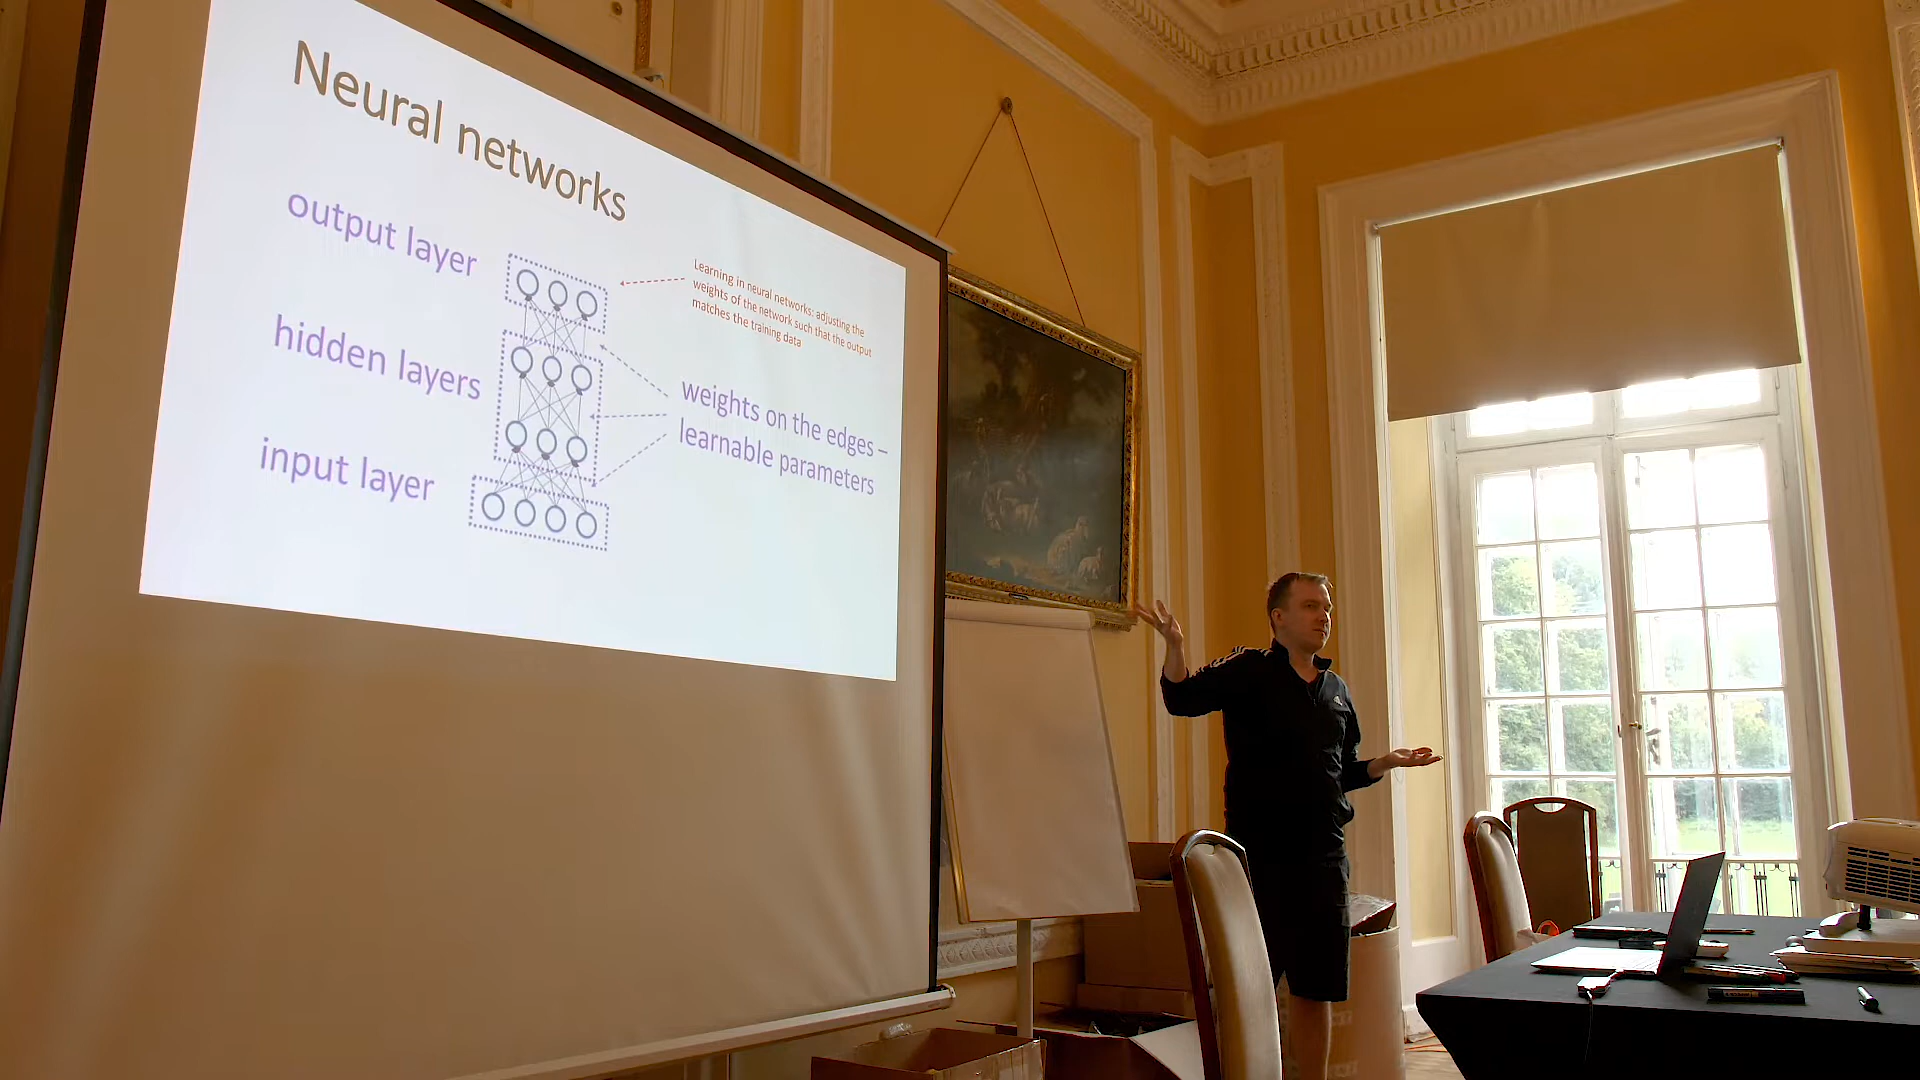 Neural networks
output layer
Learning in neural networks: adjusting the
weights of the network such that the output
matches the training data
hidden layers
weights on the edges –
learnable parameters
input layer